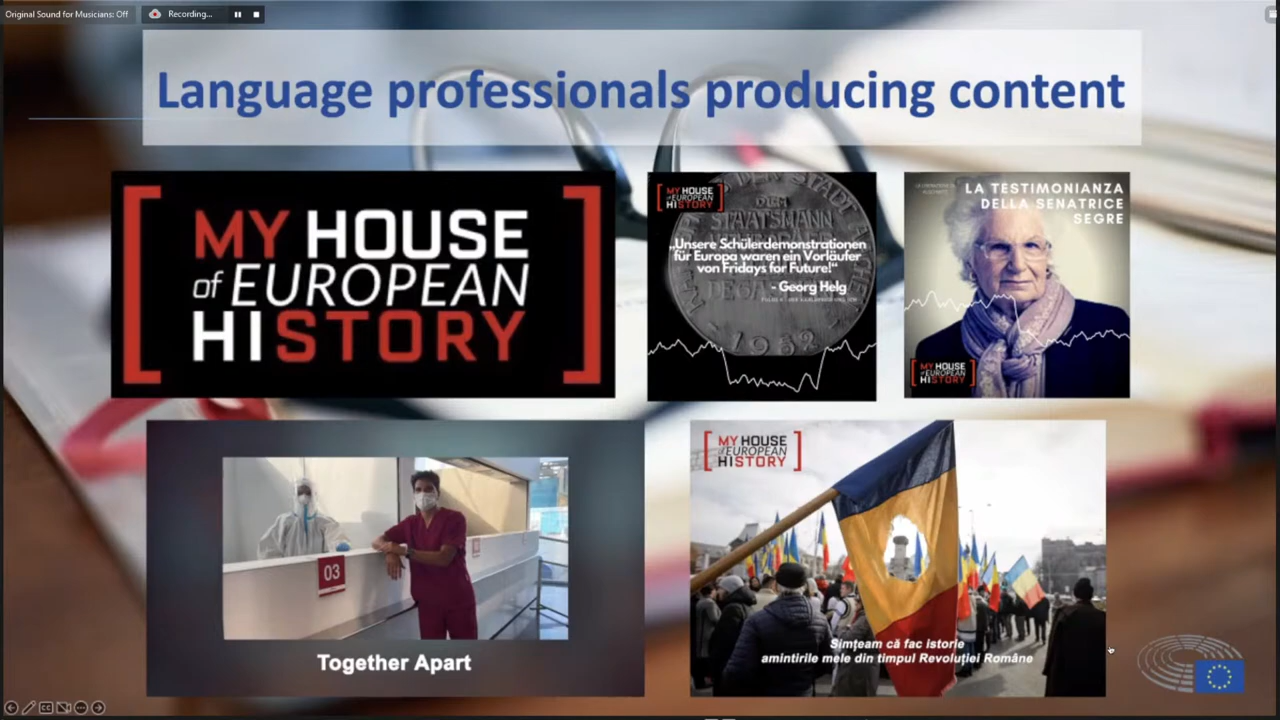 Original Sound for Musicians: Off
Recording...
Language professionals producing content
MY HOUSE
of EUROPEAN
HISTORY
MY HOUSE
of EUROPEAN
HISTORY
STAATSMANN
„Unsere Schülerdemonstrationen
für Europa waren ein Vorläufer
von Fridays for Future!“
- Georg Helg
LA TESTIMONIANZA
DELLA SENATRICE
SEGRE
MY HOUSE
of EUROPEAN
HISTORY
03
Together Apart
MY HOUSE
of EUROPEAN
HISTORY
Simțeam că fac istorie
amintirile mele din timpul Revoluției Române